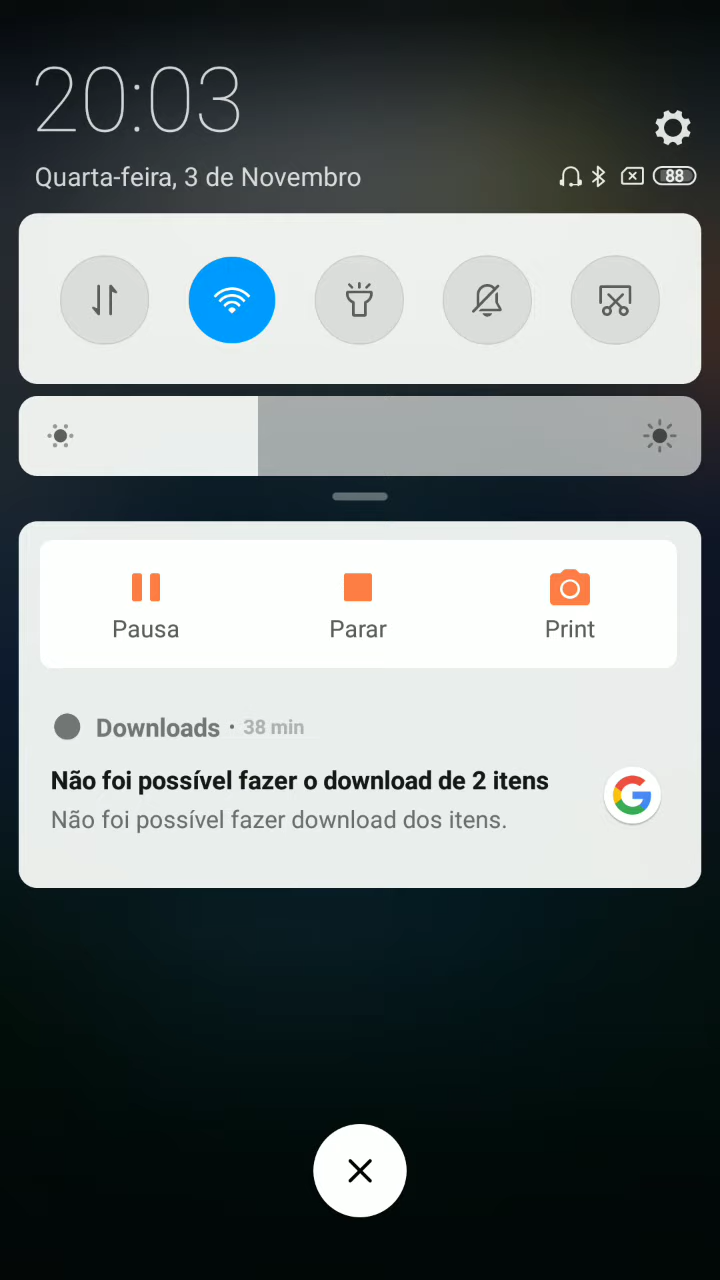 20:03
Quarta-feira, 3 de Novembro
88
Pausa
Parar
Print
Downloads · 38 min
Não foi possível fazer o download de 2 itens
Não foi possível fazer download dos itens.